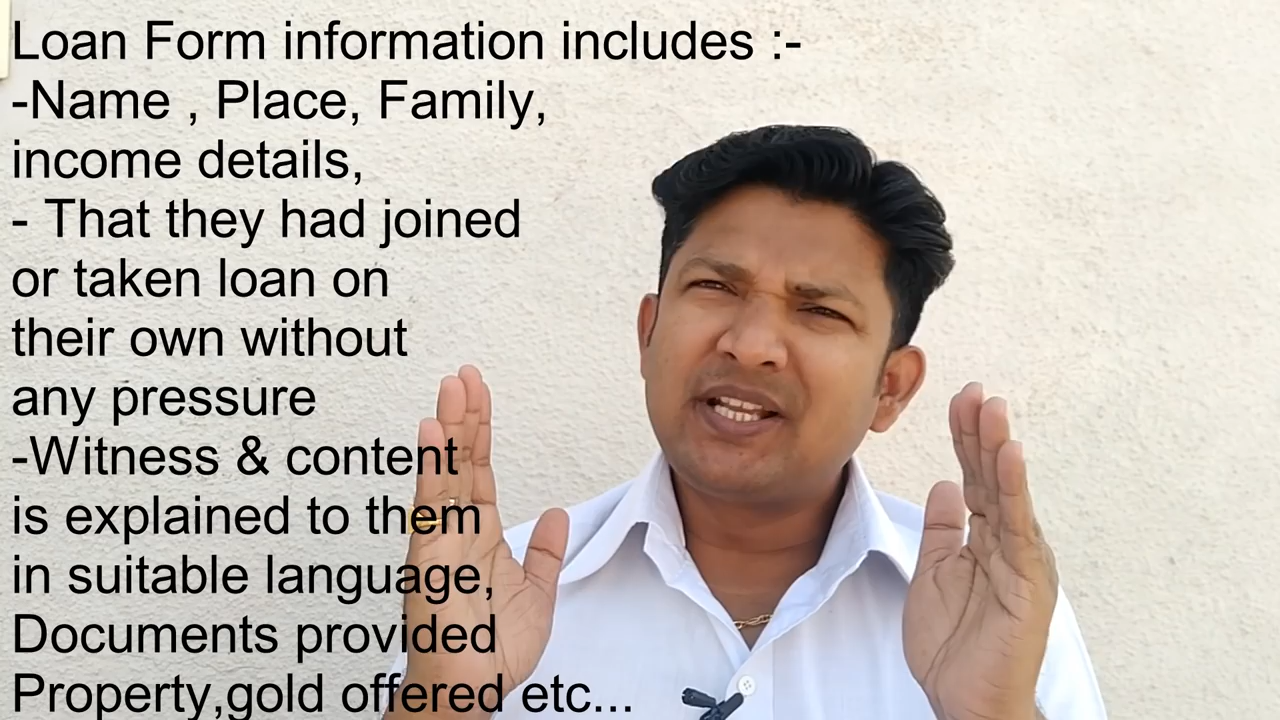 Loan Form information includes :-
-Name , Place, Family,
income details,
- That they had joined
or taken loan on
their own without
any pressure
-Witness & content
is explained to them
in suitable language,
Documents provided
Property,gold offered etc...